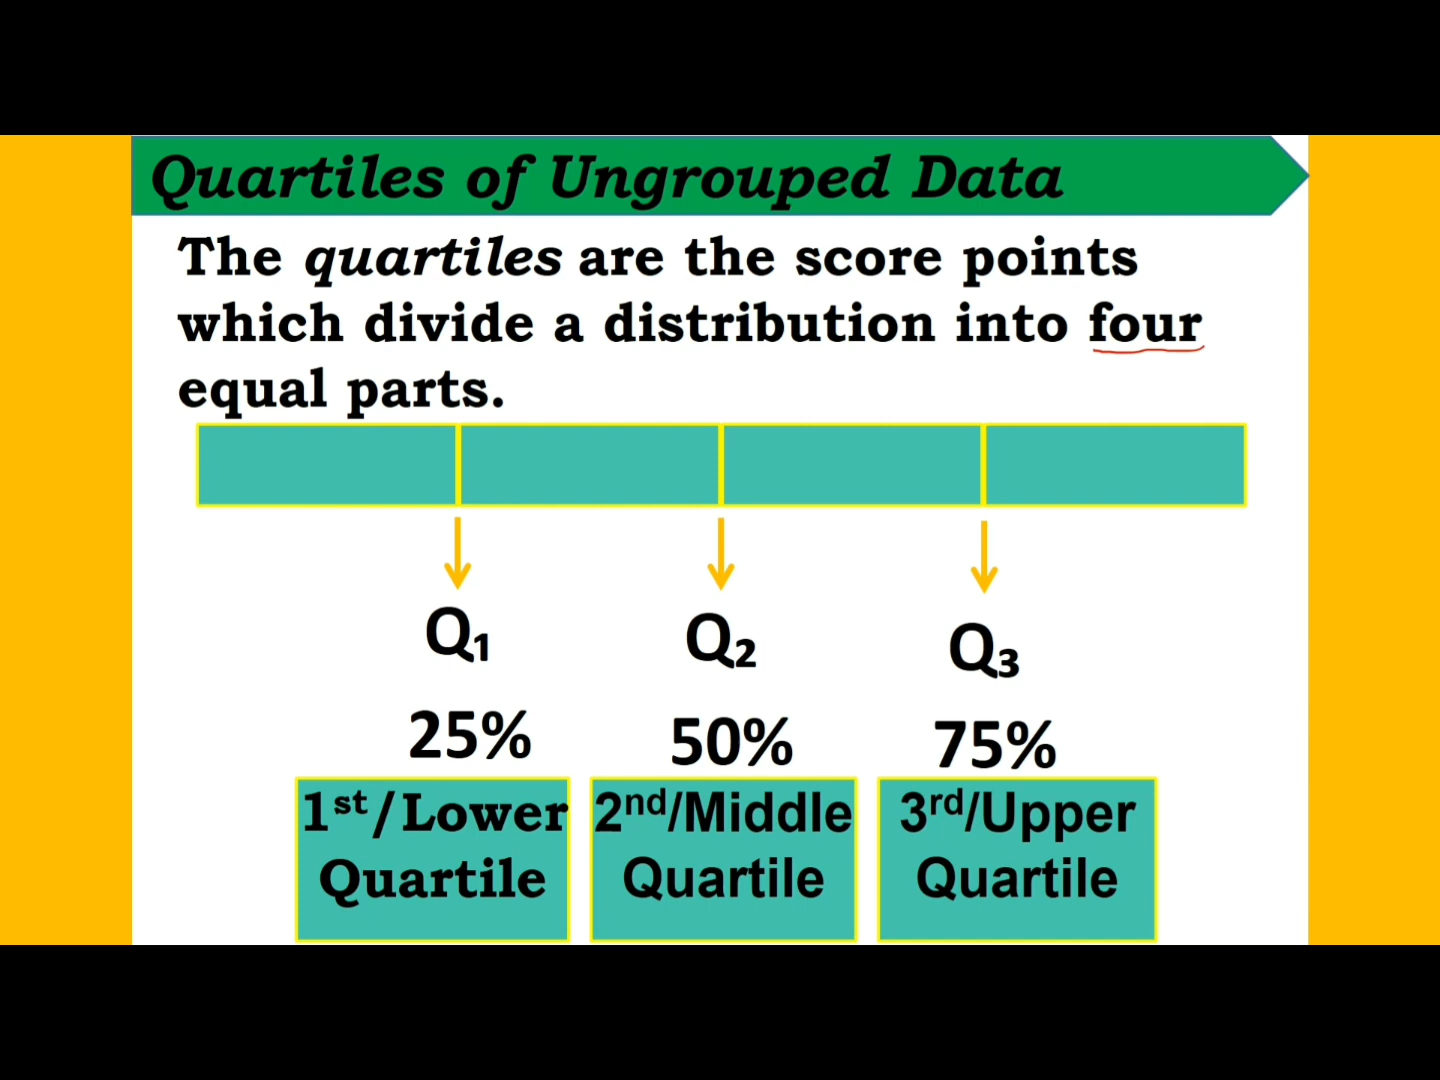 Quartiles of Ungrouped Data
The quartiles are the score points
which divide a distribution into four
equal parts.
Q₁ Q₂ Q₃
25% 50% 75%
1st/Lower
Quartile
2nd/Middle
Quartile
3rd/Upper
Quartile